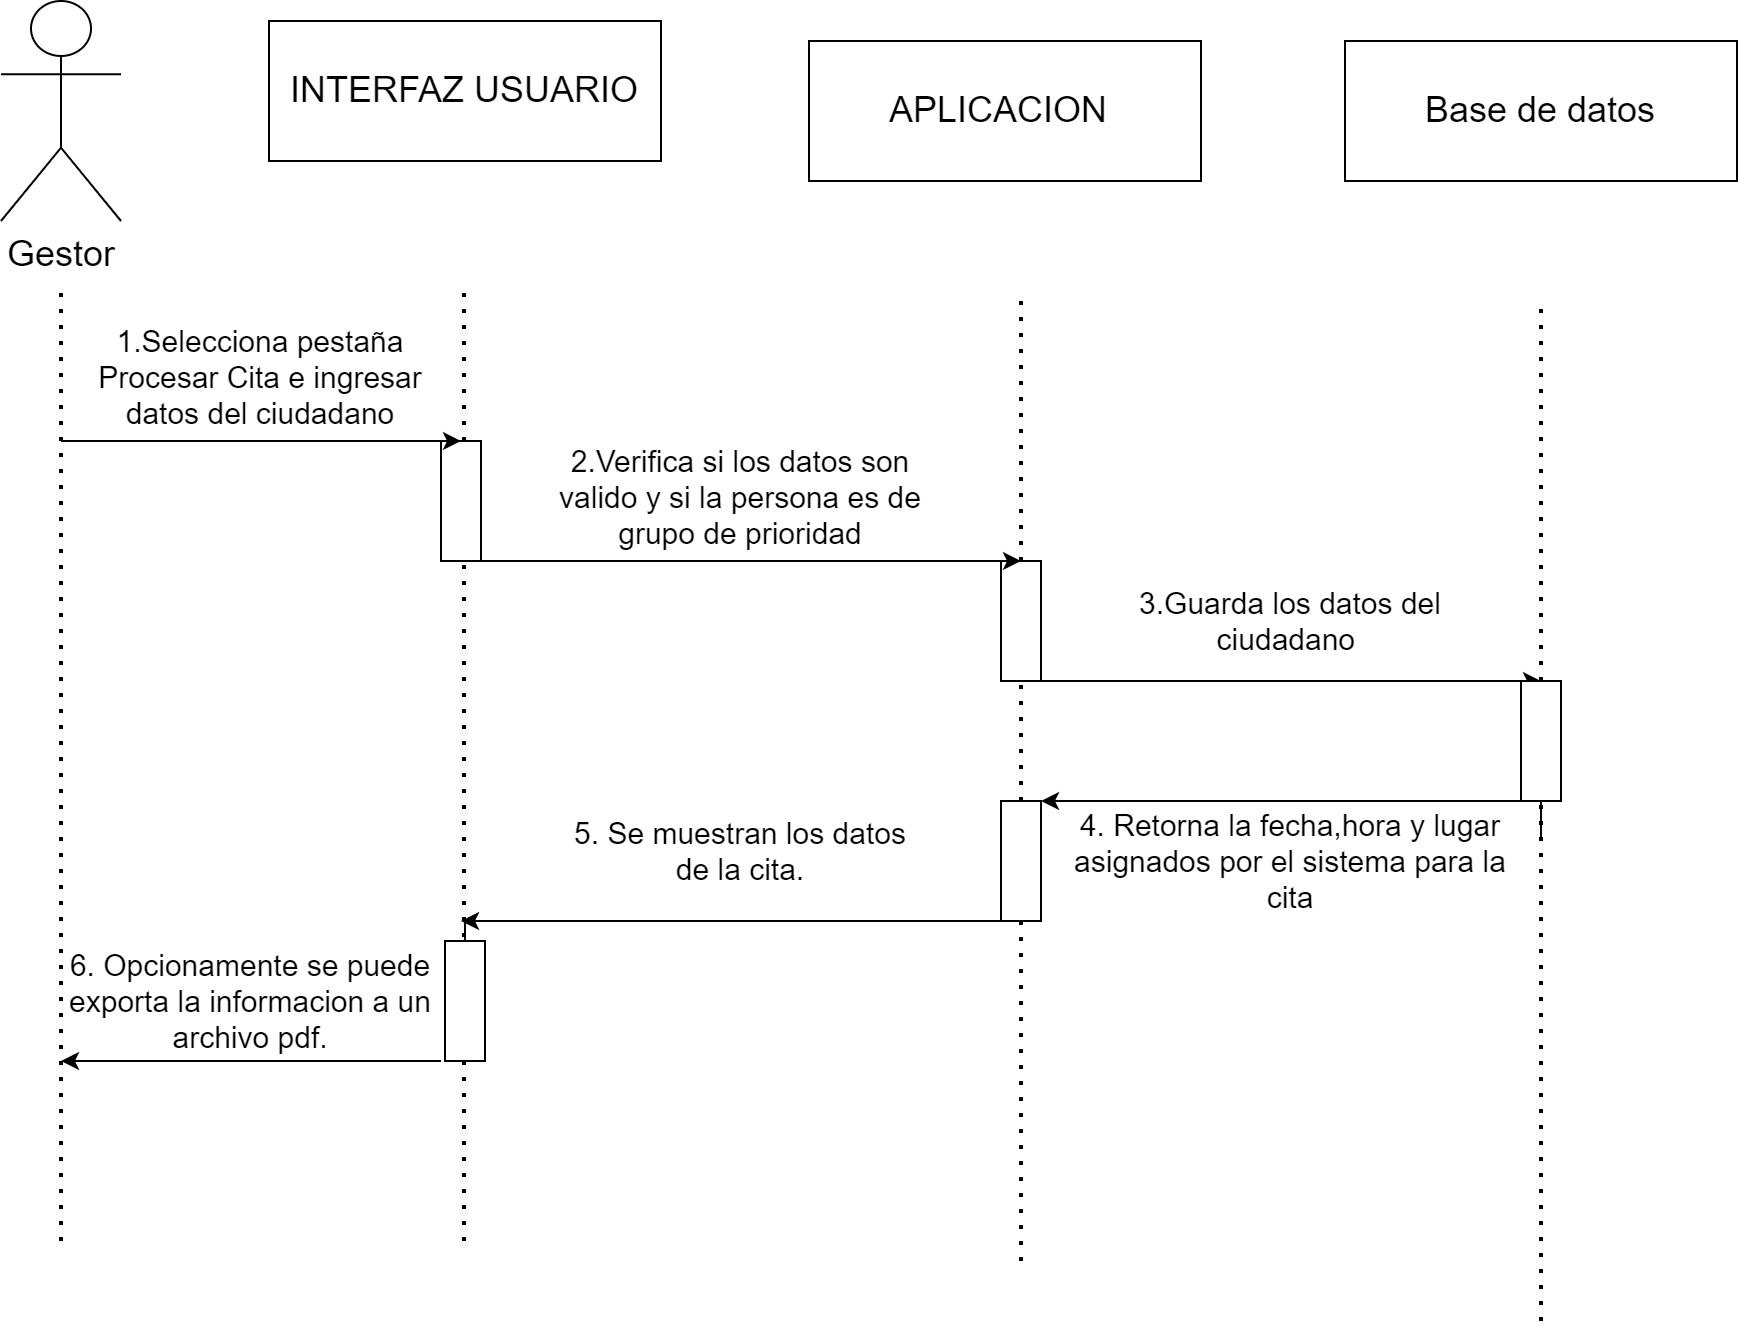 INTERFAZ USUARIO
APLICACION
Base de datos
Gestor
1.Selecciona pestaña
Procesar Cita e ingresar
datos del ciudadano
2.Verifica si los datos son
valido y si la persona es de
grupo de prioridad
3.Guarda los datos del
ciudadano
4. Retorna la fecha,hora y lugar
asignados por el sistema para la
cita
5. Se muestran los datos
de la cita.
6. Opcionamente se puede
exporta la informacion a un
archivo pdf.